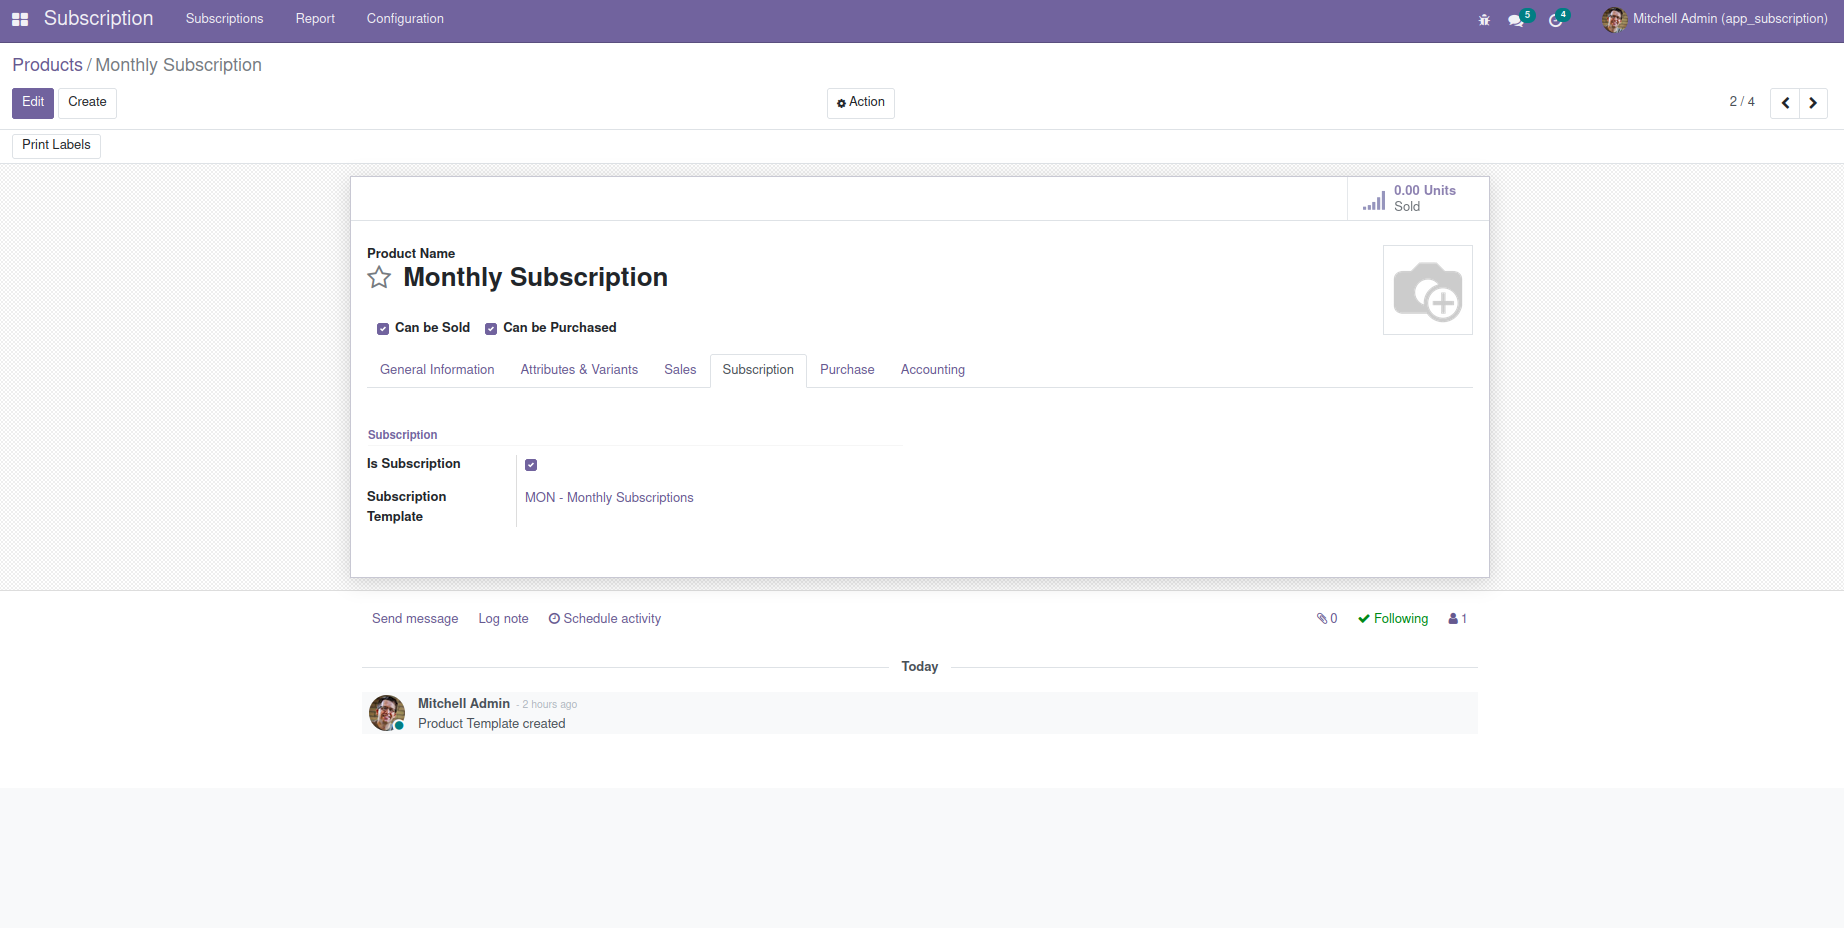 Subscription Subscriptions Report Configuration 5 4 Mitchell Admin (app_subscription)
Products / Monthly Subscription
Edit Create Action 2 / 4
Print Labels
0.00 Units
Sold
Product Name
Monthly Subscription
Can be Sold Can be Purchased
General Information Attributes & Variants Sales Subscription Purchase Accounting
Subscription
Is Subscription
Subscription Template MON - Monthly Subscriptions
Send message Log note Schedule activity 0 Following 1
Today
Mitchell Admin - 2 hours ago
Product Template created